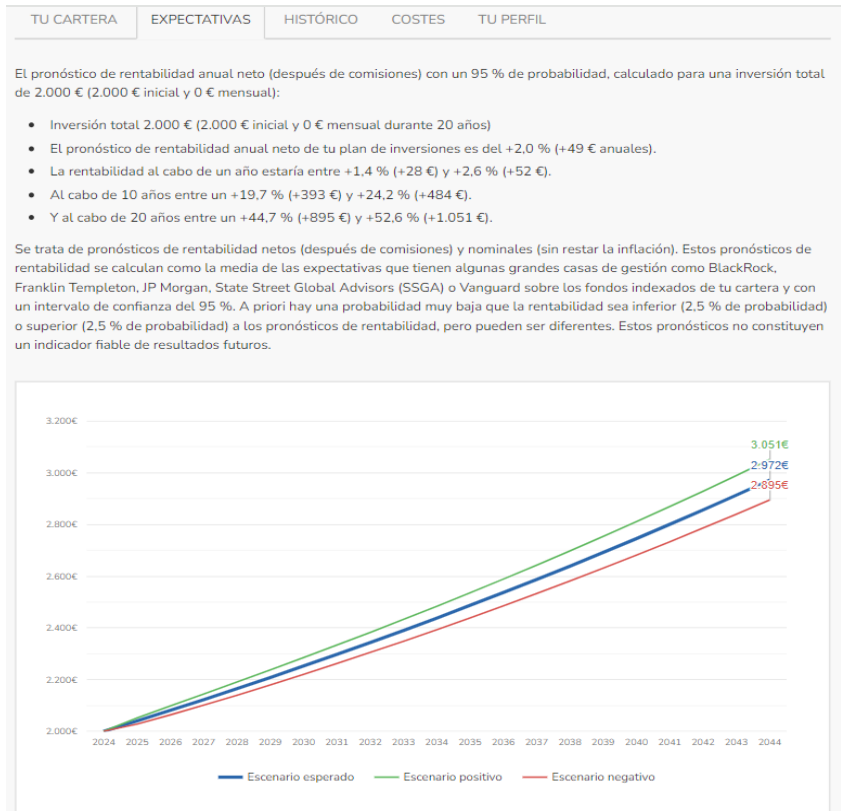 TU CARTERA EXPECTATIVAS HISTÓRICO COSTES TU PERFIL
El pronóstico de rentabilidad anual neto (después de comisiones) con un 95 % de probabilidad, calculado para una inversión total
de 2.000 € (2.000 € inicial y 0 € mensual):
• Inversión total 2.000 € (2.000 € inicial y 0 € mensual durante 20 años)
• El pronóstico de rentabilidad anual neto de tu plan de inversiones es del +2,0 % (+49 € anuales).
• La rentabilidad al cabo de un año estaría entre +1,4 % (+28 €) y +2,6 % (+52 €).
• Al cabo de 10 años entre un +19,7 % (+393 €) y +24,2 % (+484 €).
• Y al cabo de 20 años entre un +44,7 % (+895 €) y +52,6 % (+1.051 €).
Se trata de pronósticos de rentabilidad netos (después de comisiones) y nominales (sin restar la inflación). Estos pronósticos de
rentabilidad se calculan como la media de las expectativas que tienen algunas grandes casas de gestión como BlackRock,
Franklin Templeton, JP Morgan, State Street Global Advisors (SSGA) o Vanguard sobre los fondos indexados de tu cartera y con
un intervalo de confianza del 95 %. A priori hay una probabilidad muy baja que la rentabilidad sea inferior (2,5 % de probabilidad)
o superior (2,5 % de probabilidad) a los pronósticos de rentabilidad, pero pueden ser diferentes. Estos pronósticos no constituyen
un indicador fiable de resultados futuros.
3.200€
3.051€
2.972€
3.000€
2.895€
2.800€
2.600€
2.400€
2.200€
2.000€
2024 2025 2026 2027 2028 2029 2030 2031 2032 2033 2034 2035 2036 2037 2038 2039 2040 2041 2042 2043 2044
Escenario esperado Escenario positivo Escenario negativo